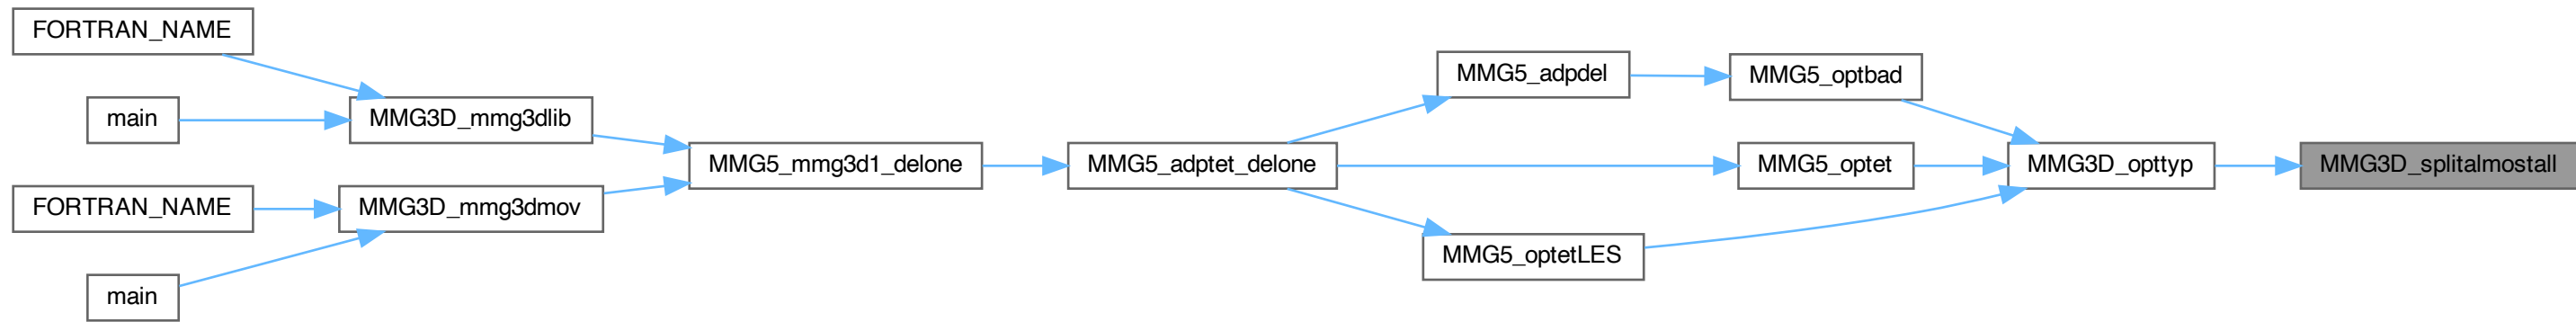 FORTRAN_NAME
main
MMG3D_mmg3dlib
FORTRAN_NAME
MMG3D_mmg3dmov
main
MMG5_mmg3d1_delone
MMG5_adptet_delone
MMG5_adpdel
MMG5_optbad
MMG5_optet
MMG5_optetLES
MMG3D_opttyp
MMG3D_splitalmostall